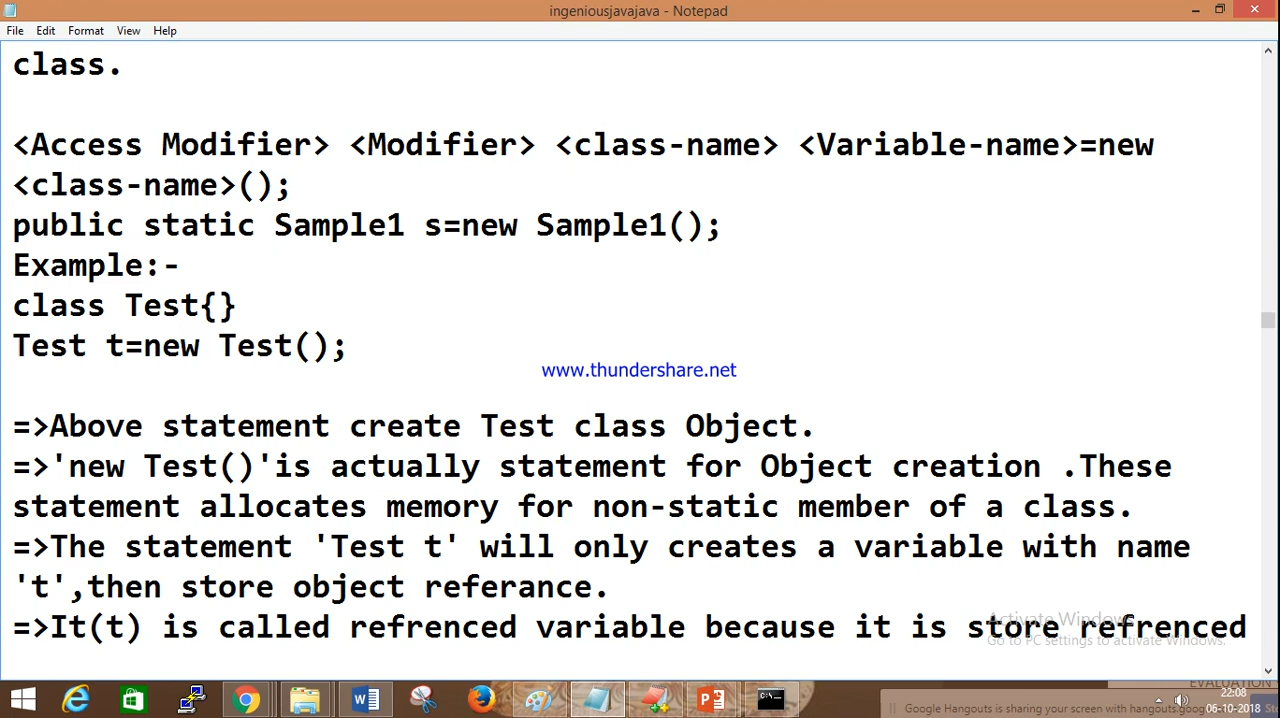 ingeniousjavajava - Notepad
File Edit Format View Help
class.
<Access Modifier> <Modifier> <class-name> <Variable-name>=new
<class-name>();
public static Sample1 s=new Sample1();
Example:-
class Test{}
Test t=new Test();
www.thundershare.net
=>Above statement create Test class Object.
=>'new Test()'is actually statement for Object creation .These
statement allocates memory for non-static member of a class.
=>The statement 'Test t' will only creates a variable with name
't',then store object referance.
=>It(t) is called refrenced variable because it is store refrenced
Activate Windows
Go to PC settings to activate Windows.
EVALUATION
22:08
Google Hangouts is sharing your screen with hangouts.goog
06-10-2018